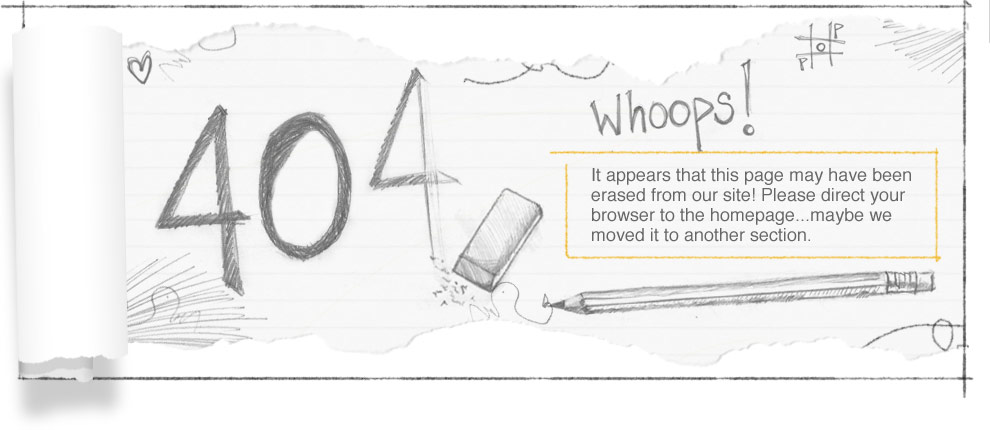 404
Whoops!
It appears that this page may have been
erased from our site! Please direct your
browser to the homepage...maybe we
moved it to another section.
P
O
P